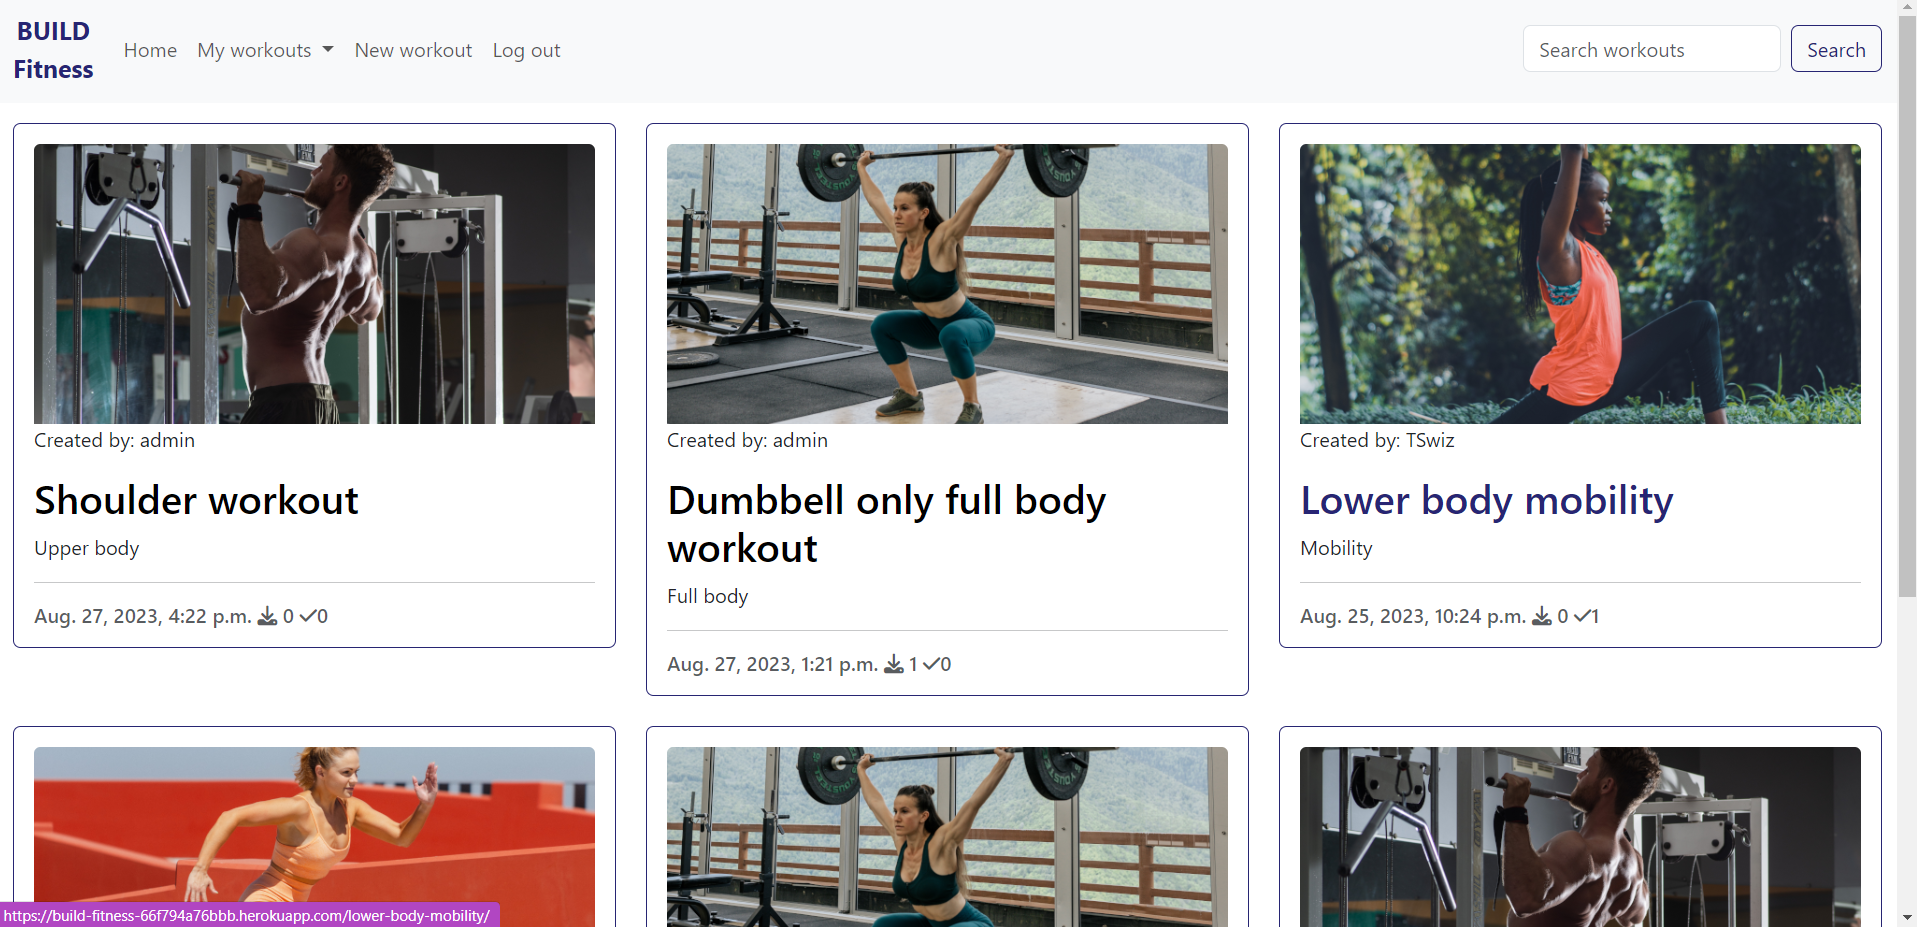 BUILD
Fitness
Home
My workouts
New workout
Log out
Search workouts
Search
Created by: admin
Shoulder workout
Upper body
Aug. 27, 2023, 4:22 p.m. 0 0
Created by: admin
Dumbbell only full body
workout
Full body
Aug. 27, 2023, 1:21 p.m. 1 0
Created by: TSwiz
Lower body mobility
Mobility
Aug. 25, 2023, 10:24 p.m. 0 1
https://build-fitness-66f794a76bbb.herokuapp.com/lower-body-mobility/